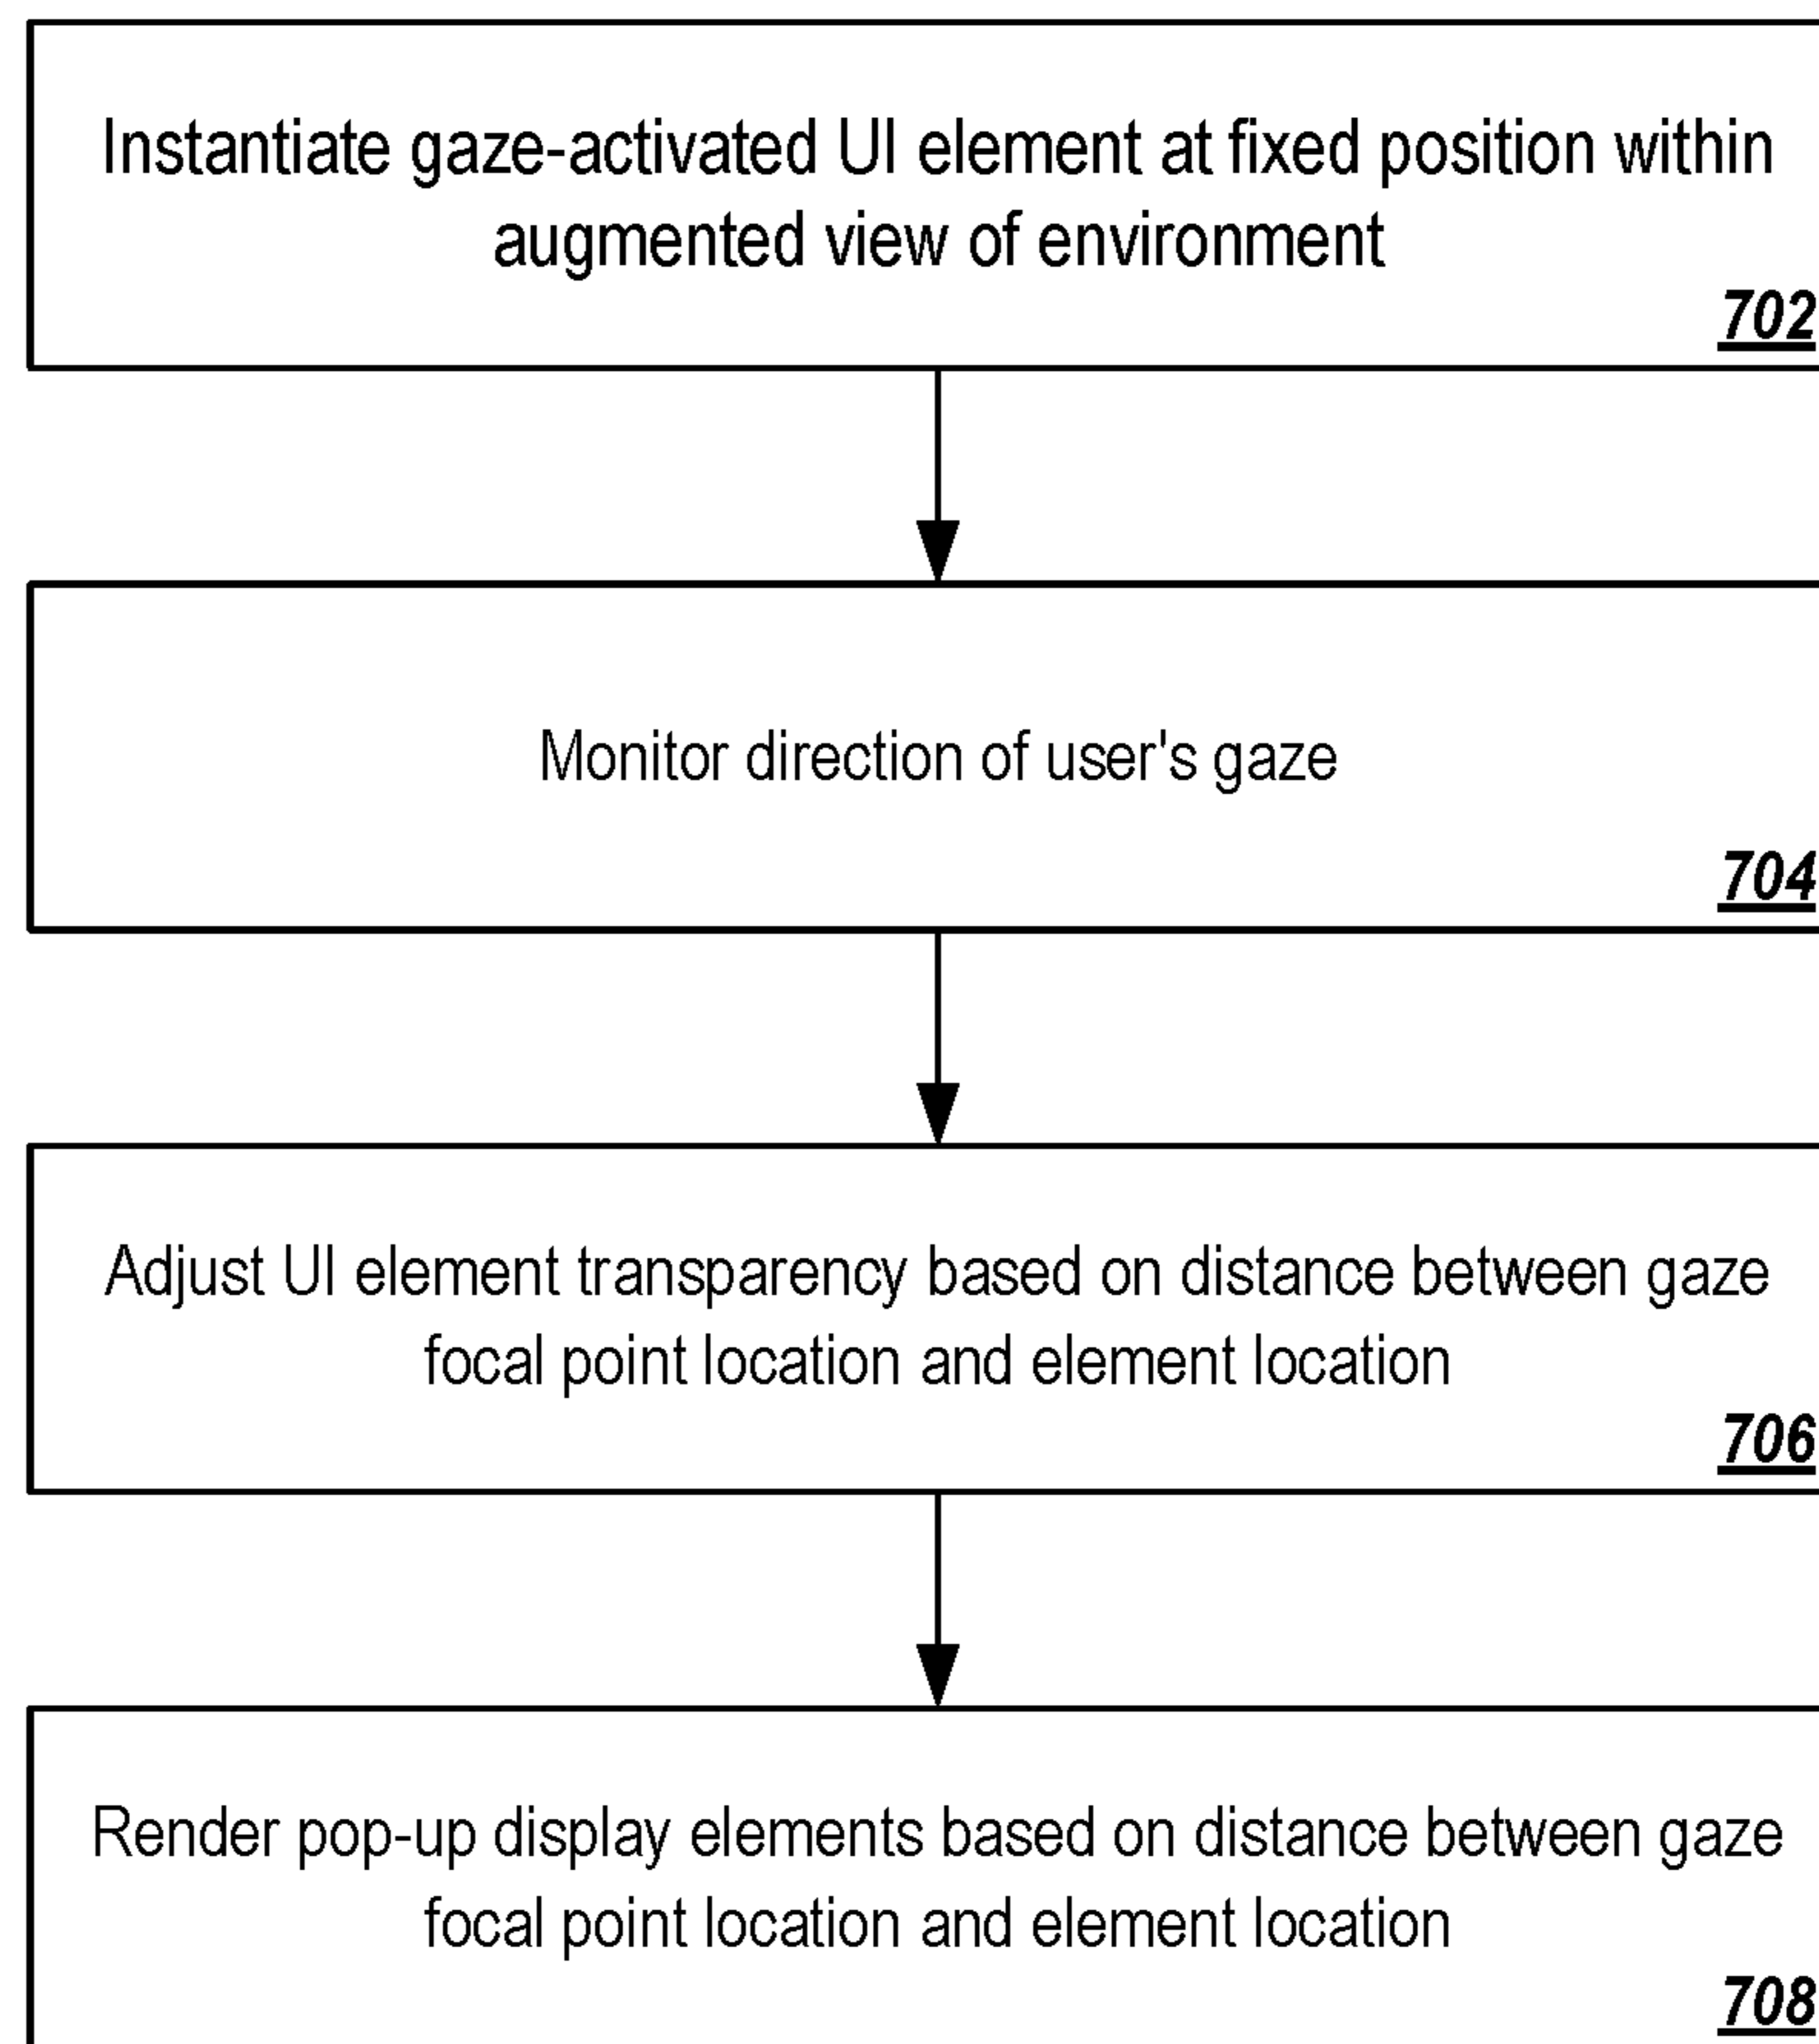 Instantiate gaze-activated UI element at fixed position within
augmented view of environment
702
Monitor direction of user's gaze
704
Adjust UI element transparency based on distance between gaze
focal point location and element location
706
Render pop-up display elements based on distance between gaze
focal point location and element location
708